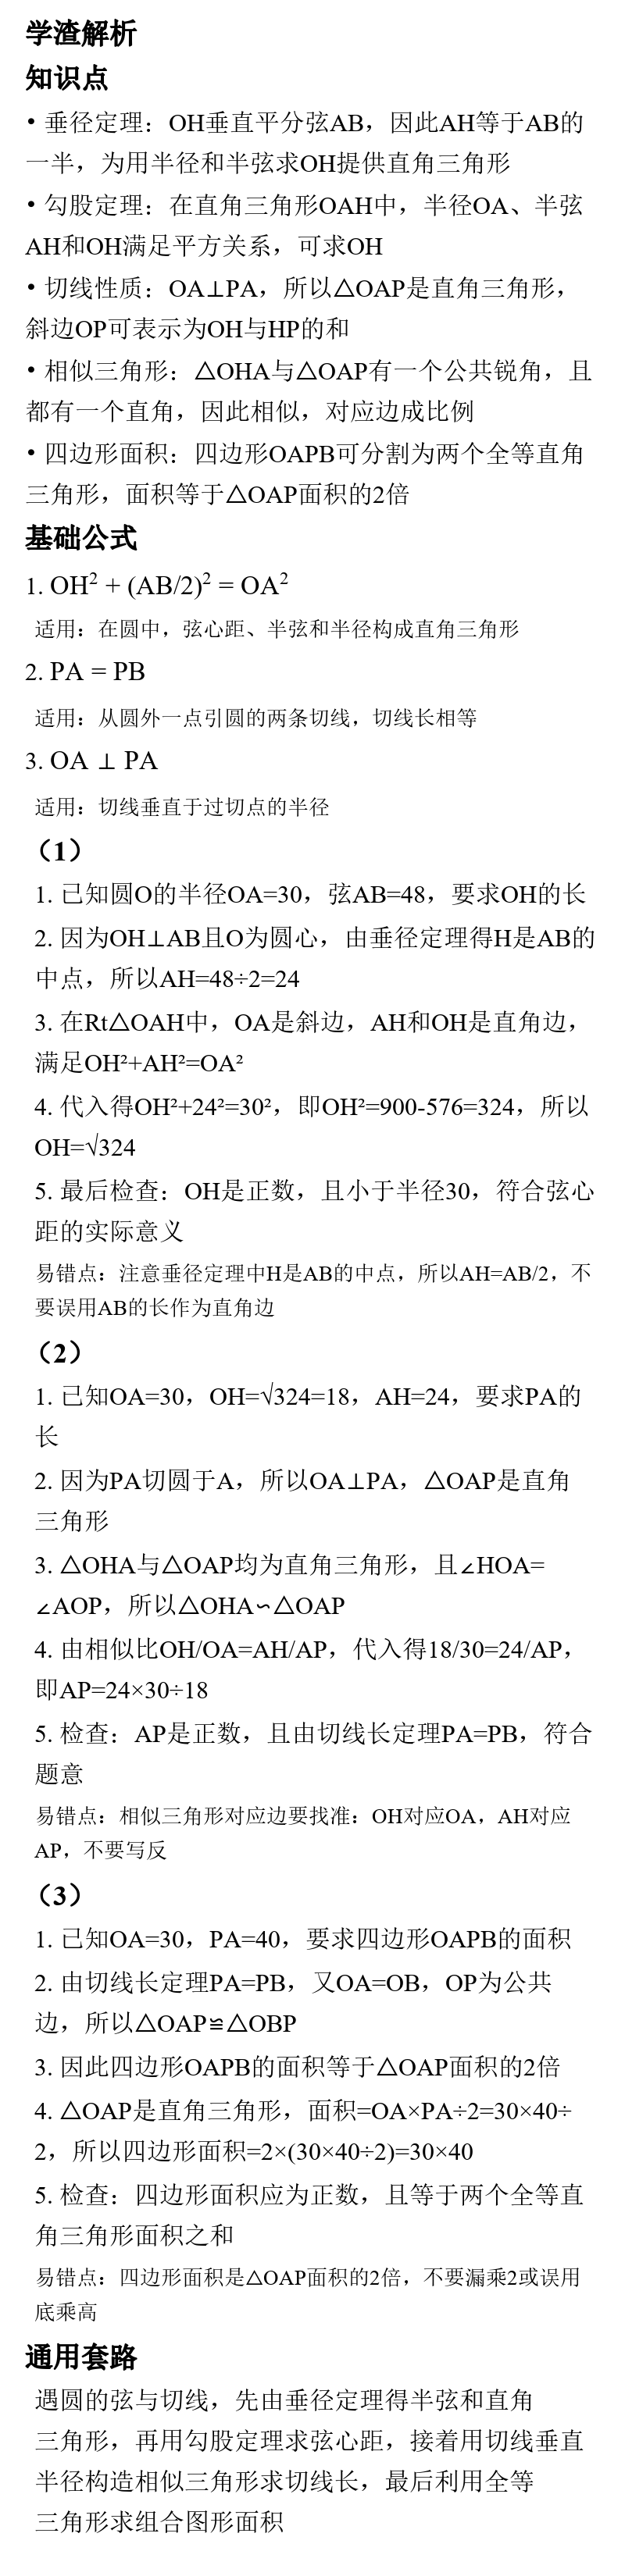 学渣解析
知识点
• 垂径定理：OH垂直平分弦AB，因此AH等于AB的
一半，为用半径和半弦求OH提供直角三角形
• 勾股定理：在直角三角形OAH中，半径OA、半弦
AH和OH满足平方关系，可求OH
• 切线性质：OA⊥PA，所以△OAP是直角三角形，
斜边OP可表示为OH与HP的和
• 相似三角形：△OHA与△OAP有一个公共锐角，且
都有一个直角，因此相似，对应边成比例
• 四边形面积：四边形OAPB可分割为两个全等直角
三角形，面积等于△OAP面积的2倍
基础公式
1. OH² + (AB/2)² = OA²
适用：在圆中，弦心距、半弦和半径构成直角三角形
2. PA = PB
适用：从圆外一点引圆的两条切线，切线长相等
3. OA ⊥ PA
适用：切线垂直于过切点的半径
（1）
1. 已知圆O的半径OA=30，弦AB=48，要求OH的长
2. 因为OH⊥AB且O为圆心，由垂径定理得H是AB的
中点，所以AH=48÷2=24
3. 在Rt△OAH中，OA是斜边，AH和OH是直角边，
满足OH²+AH²=OA²
4. 代入得OH²+24²=30²，即OH²=900-576=324，所以
OH=√324
5. 最后检查：OH是正数，且小于半径30，符合弦心
距的实际意义
易错点：注意垂径定理中H是AB的中点，所以AH=AB/2，不
要误用AB的长作为直角边
（2）
1. 已知OA=30，OH=√324=18，AH=24，要求PA的
长
2. 因为PA切圆于A，所以OA⊥PA，△OAP是直角
三角形
3. △OHA与△OAP均为直角三角形，且∠HOA=
∠AOP，所以△OHA∽△OAP
4. 由相似比OH/OA=AH/AP，代入得18/30=24/AP，
即AP=24×30÷18
5. 检查：AP是正数，且由切线长定理PA=PB，符合
题意
易错点：相似三角形对应边要找准：OH对应OA，AH对应
AP，不要写反
（3）
1. 已知OA=30，PA=40，要求四边形OAPB的面积
2. 由切线长定理PA=PB，又OA=OB，OP为公共
边，所以△OAP≌△OBP
3. 因此四边形OAPB的面积等于△OAP面积的2倍
4. △OAP是直角三角形，面积=OA×PA÷2=30×40÷
2，所以四边形面积=2×(30×40÷2)=30×40
5. 检查：四边形面积应为正数，且等于两个全等直
角三角形面积之和
易错点：四边形面积是△OAP面积的2倍，不要漏乘2或误用
底乘高
通用套路
遇圆的弦与切线，先由垂径定理得半弦和直角
三角形，再用勾股定理求弦心距，接着用切线垂直
半径构造相似三角形求切线长，最后利用全等
三角形求组合图形面积